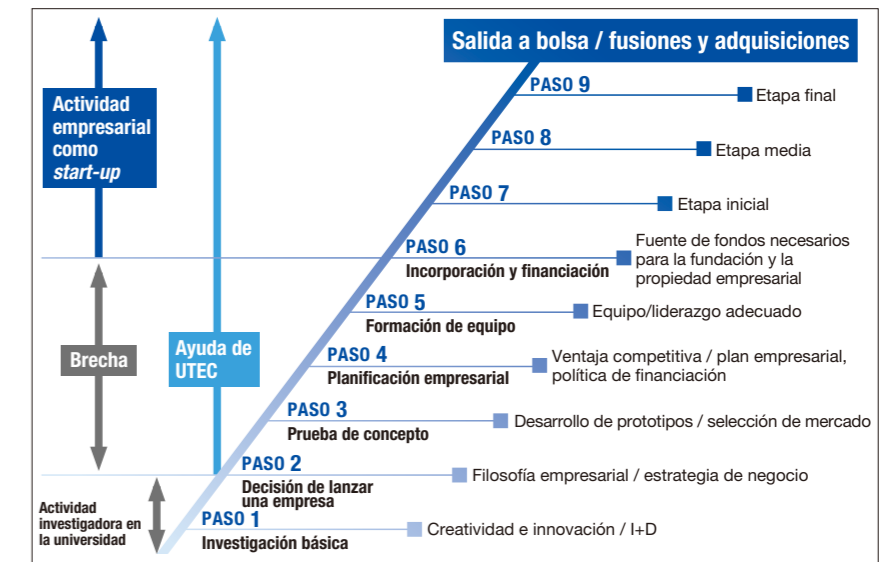 Salida a bolsa / fusiones y adquisiciones
PASO 9
Etapa final
PASO 8
Etapa media
PASO 7
Etapa inicial
PASO 6
Incorporación y financiación
Fuente de fondos necesarios
para la fundación y la
propiedad empresarial
PASO 5
Formación de equipo
Equipo/liderazgo adecuado
PASO 4
Planificación empresarial
Ventaja competitiva / plan empresarial,
política de financiación
PASO 3
Prueba de concepto
Desarrollo de prototipos / selección de mercado
PASO 2
Decisión de lanzar
una empresa
Filosofía empresarial / estrategia de negocio
PASO 1
Investigación básica
Creatividad e innovación / I+D
Actividad
empresarial
como
start-up
Brecha
Ayuda de
UTEC
Actividad
investigadora en
la universidad